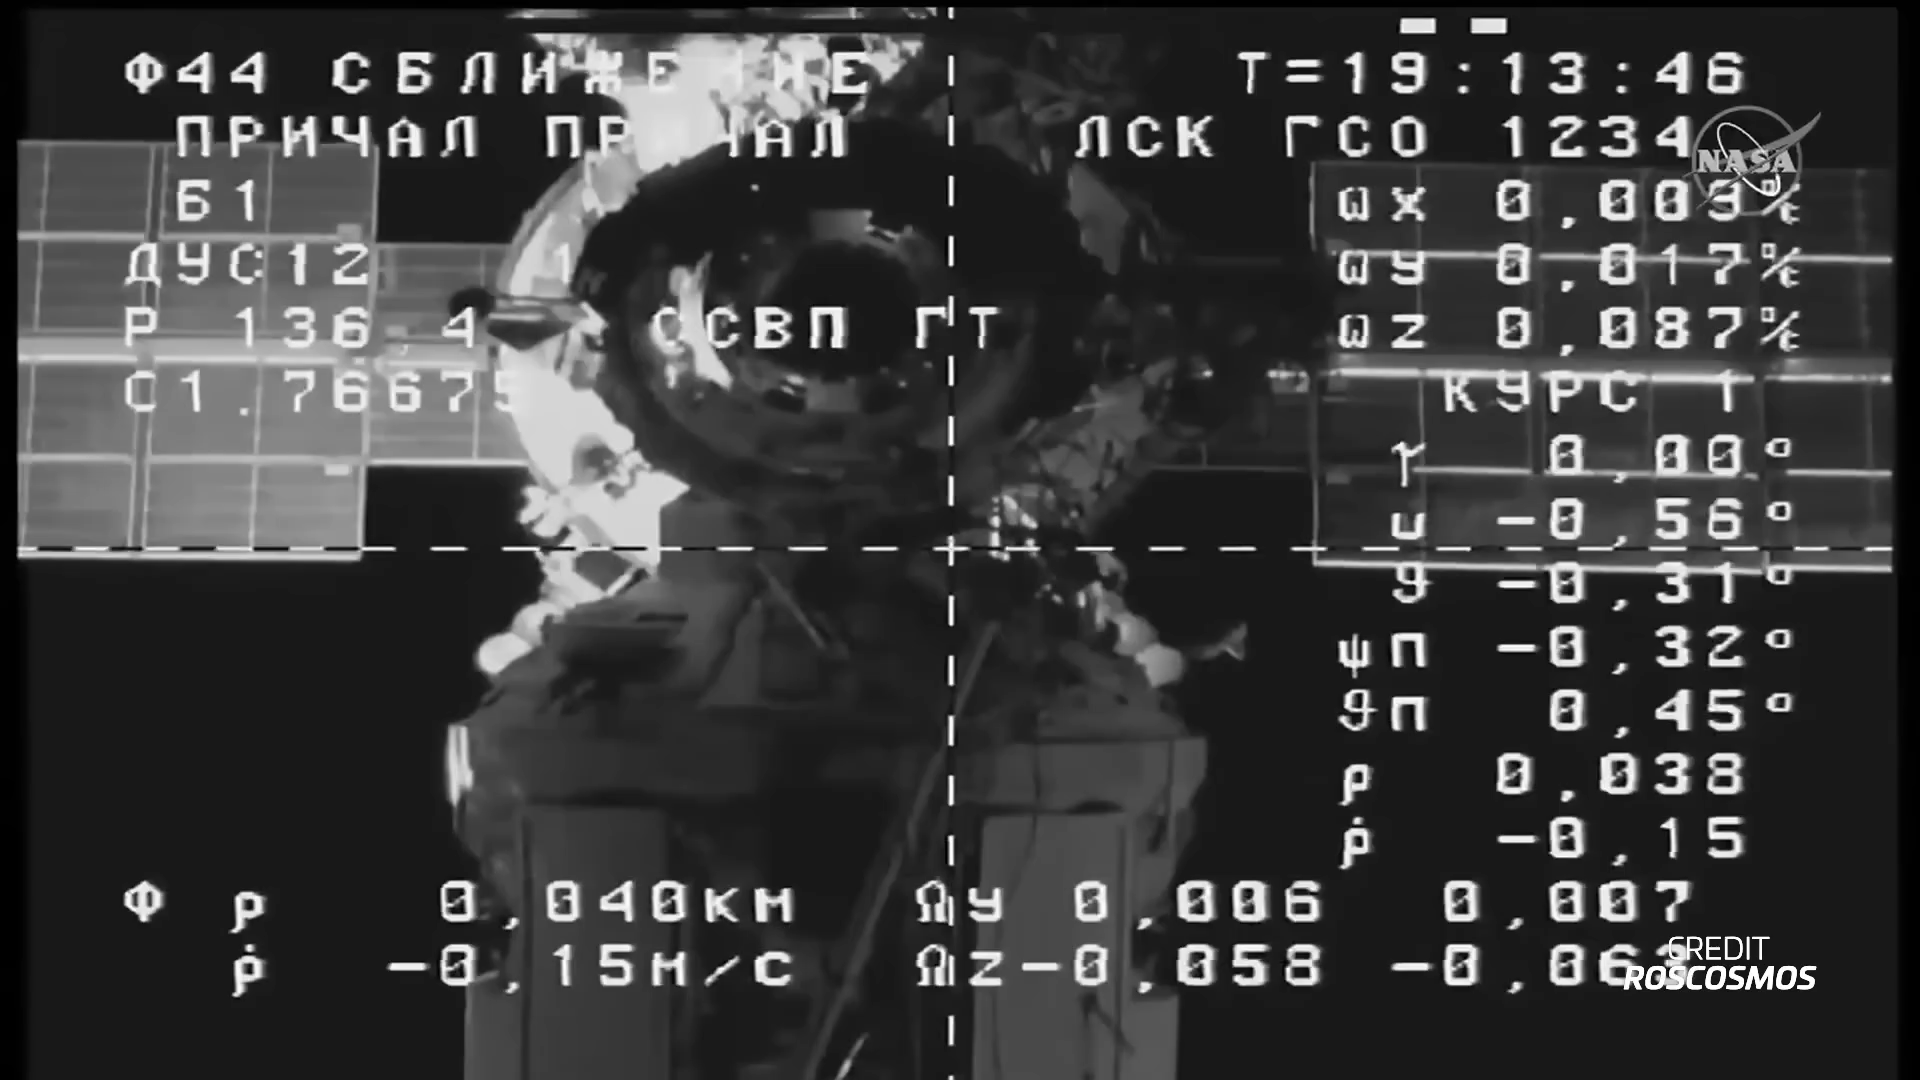 Ф44 СБЛИЖЕНИЕ T=19:13:46
ПРИЧАЛ ПРИЧАЛ ЛСК ГСО 1234
NASA
Б1 ωx 0,003°/с
ДУС12 1 ωy 0,017°/с
Р 136,4 ССВП ГТ ωz 0,087°/с
С1.76675 КУРС 1
γ 0,00°
ψ -0,56°
ϑ -0,31°
ψп -0,32°
ϑп 0,45°
ρ 0,038
ρ̇ -0,15
Ф ρ 0,040км Ωy 0,006 0,007
ρ̇ -0,15м/с Ωz-0,058 -0,06
CREDIT
ROSCOSMOS